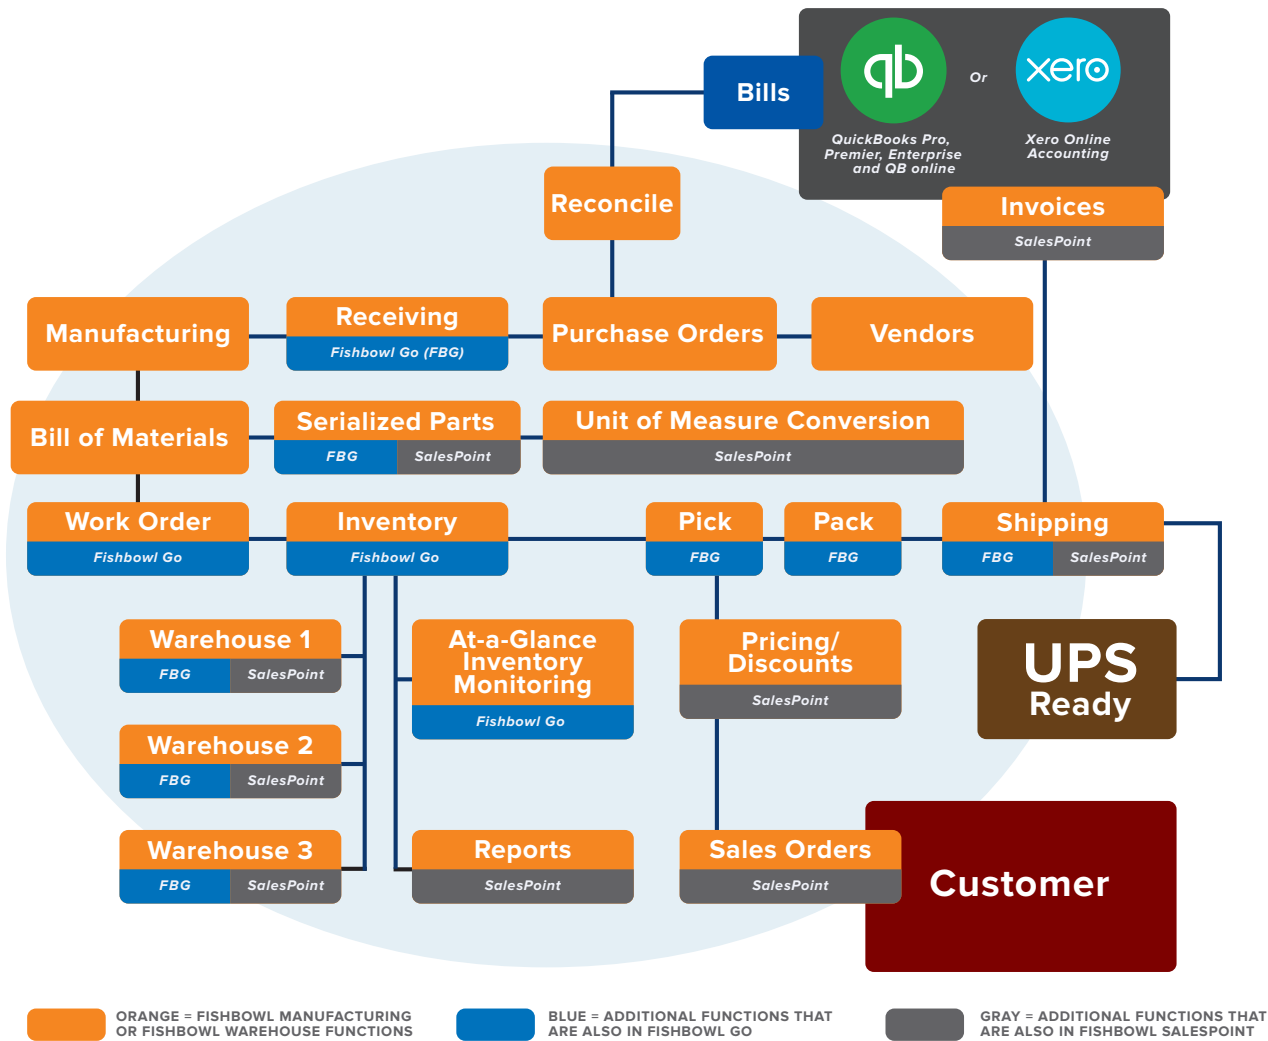 qb
Or
xero
Bills
QuickBooks Pro,
Premier, Enterprise
and QB online
Xero Online
Accounting
Reconcile
Invoices
SalesPoint
Manufacturing
Receiving
Fishbowl Go (FBG)
Purchase Orders
Vendors
Bill of Materials
Serialized Parts
FBG
SalesPoint
Unit of Measure Conversion
SalesPoint
Work Order
Fishbowl Go
Inventory
Fishbowl Go
Pick
FBG
Pack
FBG
Shipping
FBG
SalesPoint
Warehouse 1
FBG
SalesPoint
At-a-Glance
Inventory
Monitoring
Fishbowl Go
Pricing/
Discounts
SalesPoint
UPS
Ready
Warehouse 2
FBG
SalesPoint
Warehouse 3
FBG
SalesPoint
Reports
SalesPoint
Sales Orders
SalesPoint
Customer
ORANGE = FISHBOWL MANUFACTURING
OR FISHBOWL WAREHOUSE FUNCTIONS
BLUE = ADDITIONAL FUNCTIONS THAT
ARE ALSO IN FISHBOWL GO
GRAY = ADDITIONAL FUNCTIONS THAT
ARE ALSO IN FISHBOWL SALESPOINT